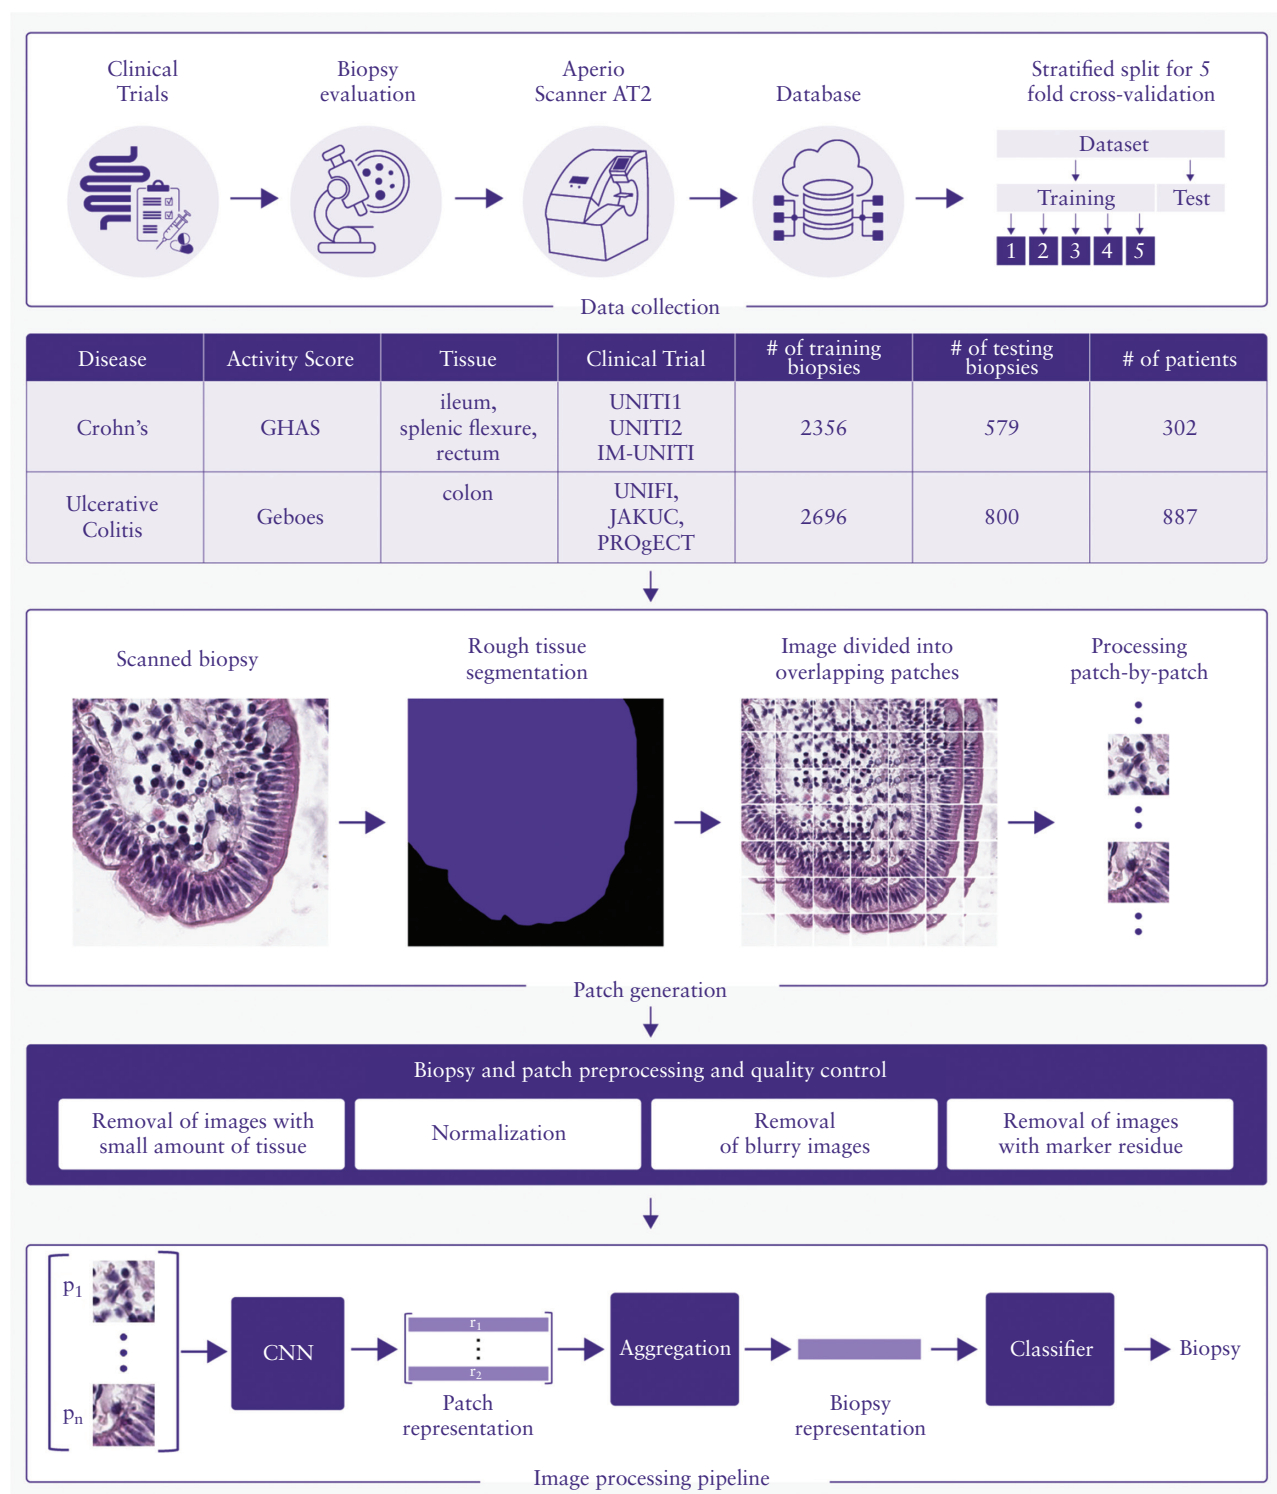 Clinical
Trials
Biopsy
evaluation
Aperio
Scanner AT2
Database
Stratified split for 5
fold cross-validation
Dataset
Training
Test
1 2 3 4 5
Data collection
Disease
Activity Score
Tissue
Clinical Trial
# of training
biopsies
# of testing
biopsies
# of patients
Crohn's
GHAS
ileum,
splenic flexure,
rectum
UNITI1
UNITI2
IM-UNITI
2356
579
302
Ulcerative
Colitis
Geboes
colon
UNIFI,
JAKUC,
PROgECT
2696
800
887
Scanned biopsy
Rough tissue
segmentation
Image divided into
overlapping patches
Processing
patch-by-patch
Patch generation
Biopsy and patch preprocessing and quality control
Removal of images with
small amount of tissue
Normalization
Removal
of blurry images
Removal of images
with marker residue
p1
pn
CNN
r1
r2
Patch
representation
Aggregation
Biopsy
representation
Classifier
Biopsy
Image processing pipeline